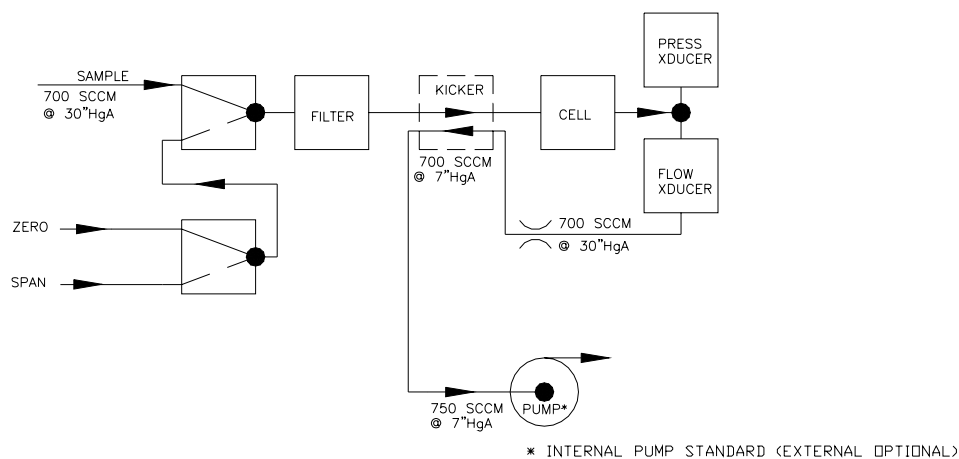 SAMPLE
700 SCCM
@ 30"HgA
FILTER
KICKER
700 SCCM
@ 7"HgA
CELL
PRESS
XDUCER
FLOW
XDUCER
700 SCCM
@ 30"HgA
ZERO
SPAN
750 SCCM
@ 7"HgA
PUMP*
* INTERNAL PUMP STANDARD (EXTERNAL OPTIONAL)